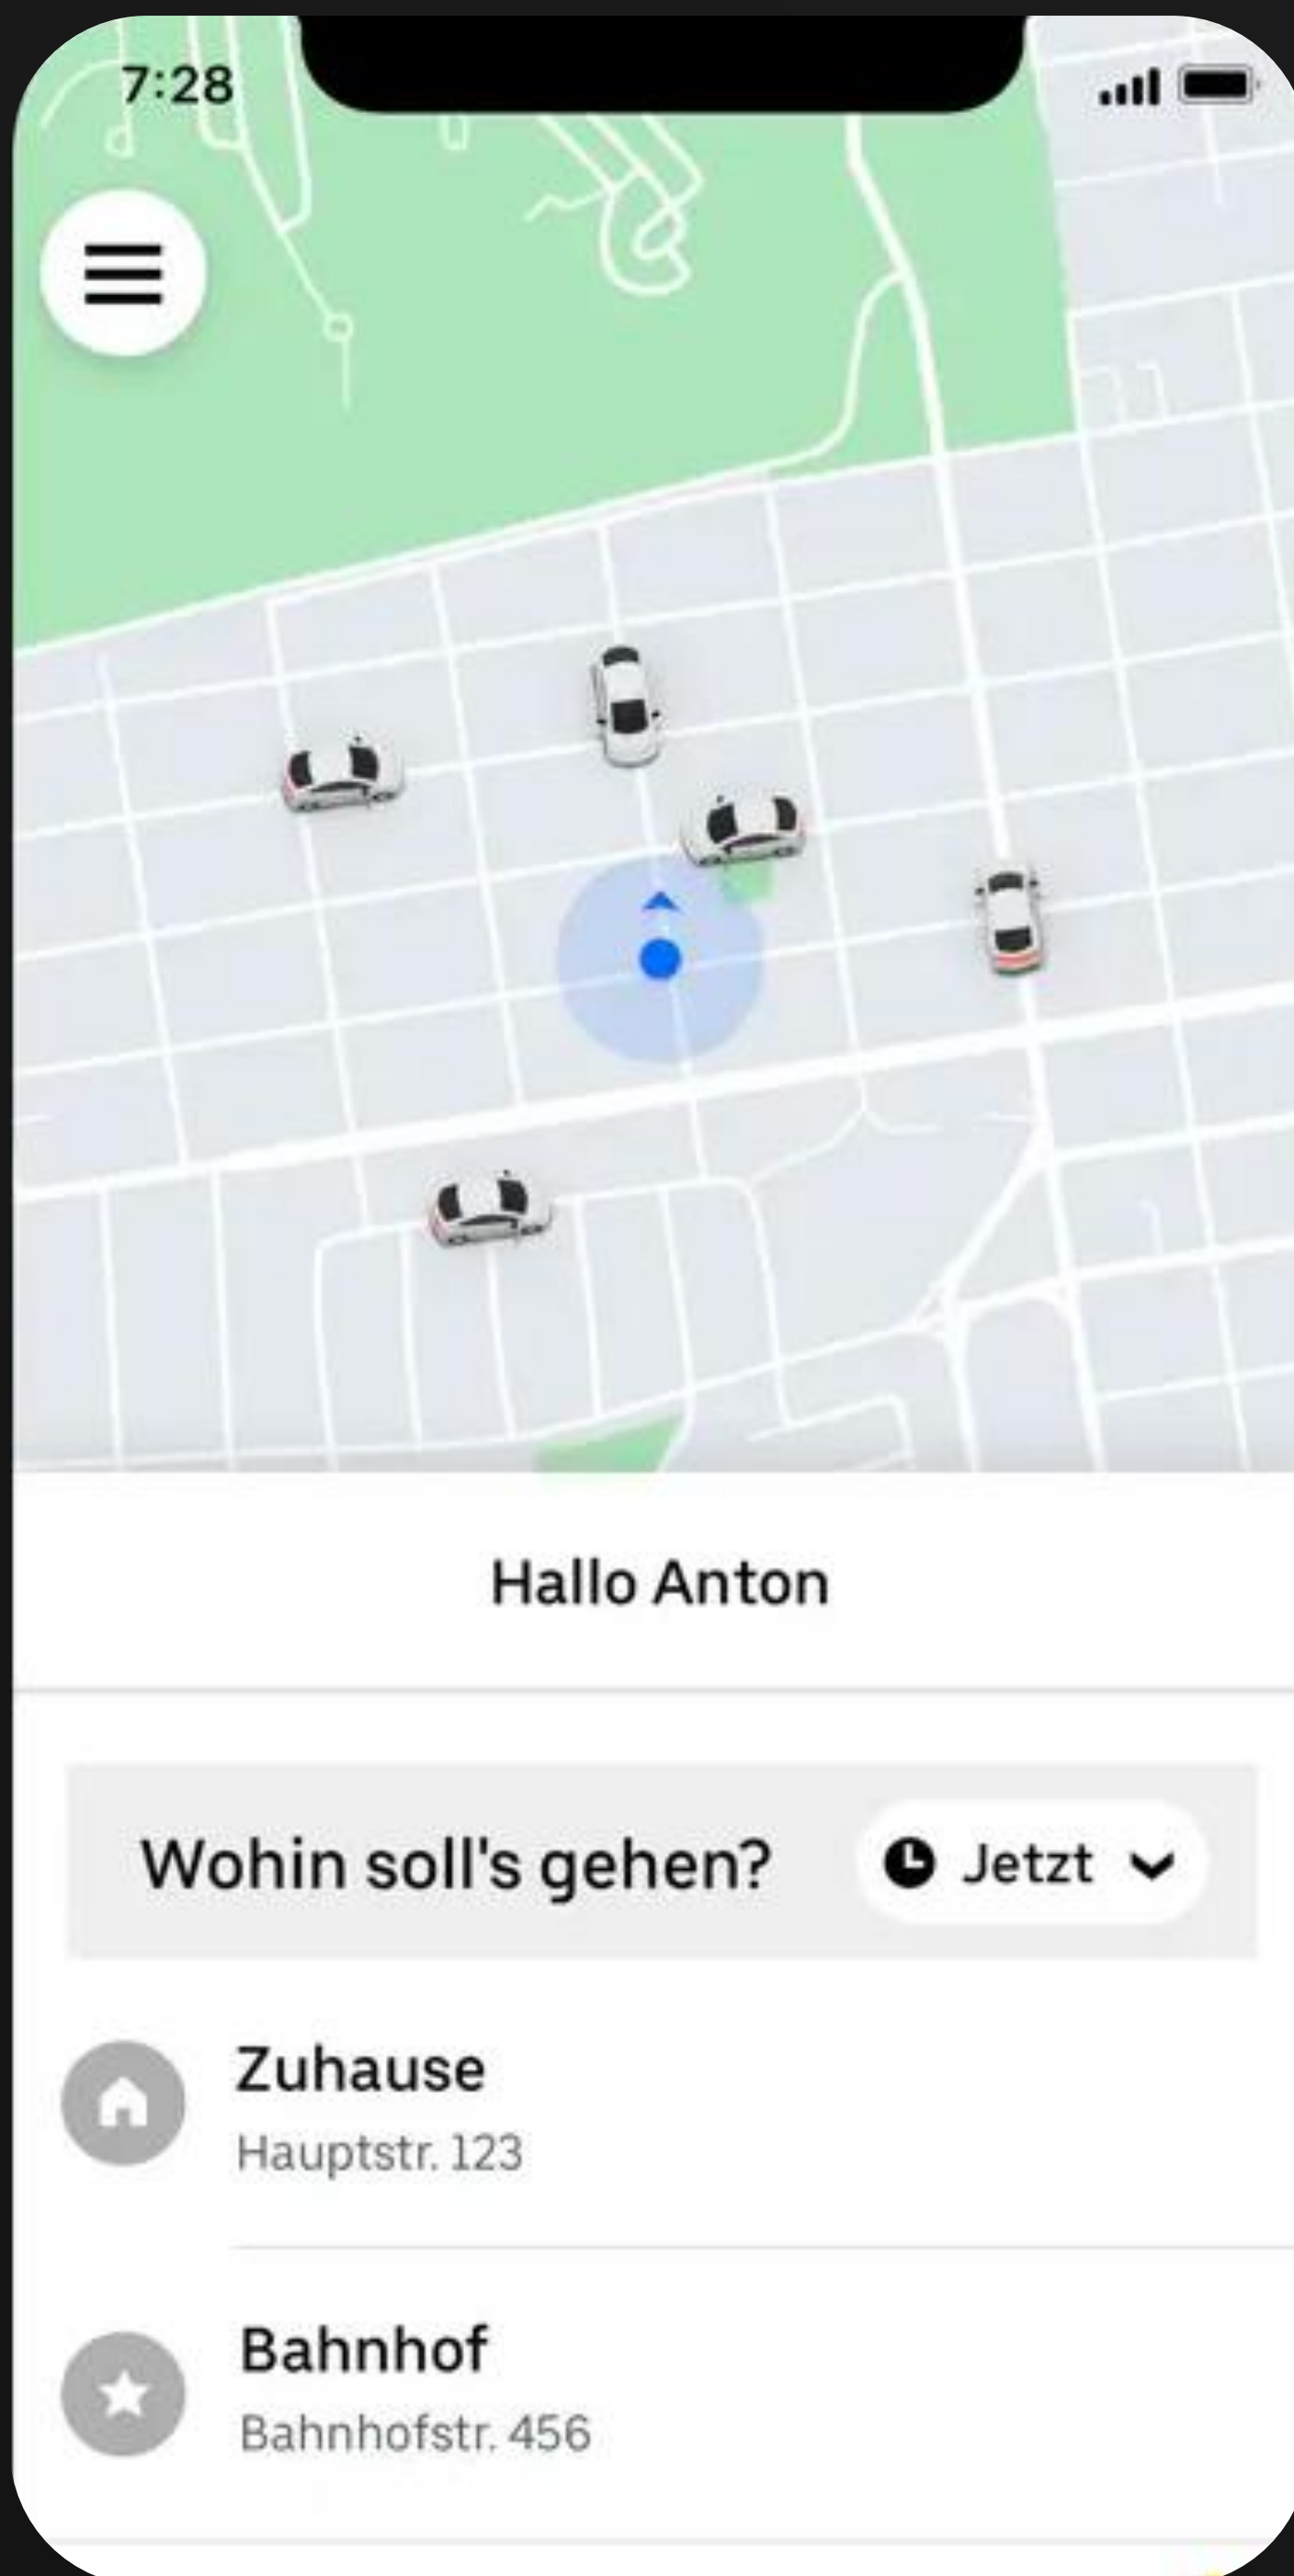 7:28
Hallo Anton
Wohin soll's gehen?
Jetzt
Zuhause
Hauptstr. 123
Bahnhof
Bahnhofstr. 456